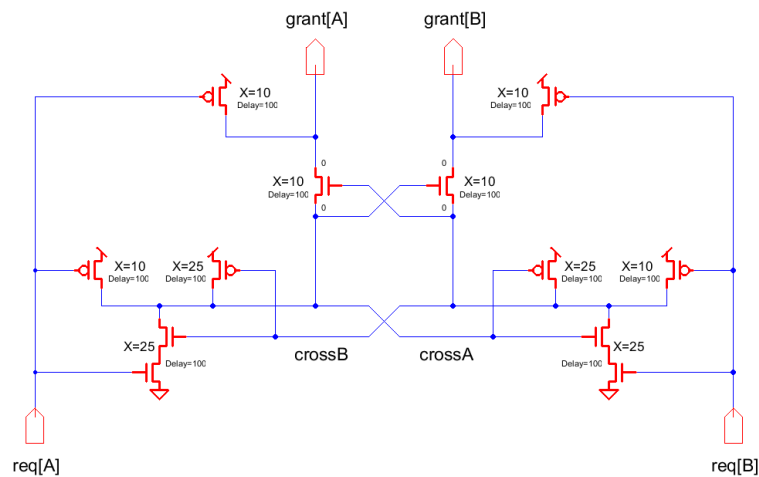 grant[A] grant[B]
X=10 X=10
Delay=100 Delay=100
0 0
X=10 X=10
Delay=100 Delay=100
0 0
X=10 X=25 X=25 X=10
Delay=100 Delay=100 Delay=100 Delay=100
X=25 X=25
crossB crossA
Delay=100 Delay=100
req[A] req[B]